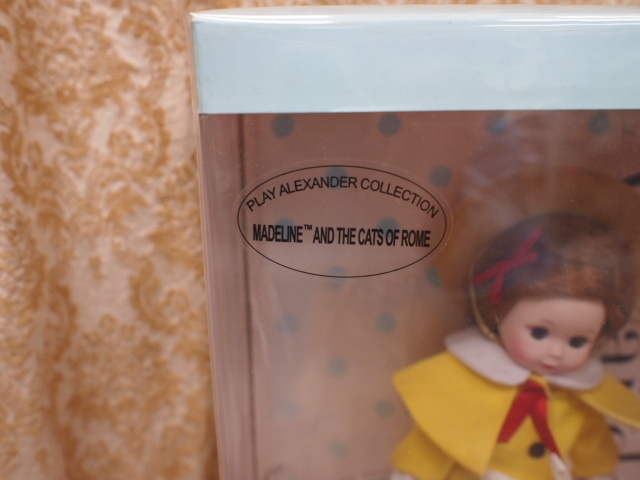 PLAY ALEXANDER COLLECTION
MADELINE™ AND THE CATS OF ROME